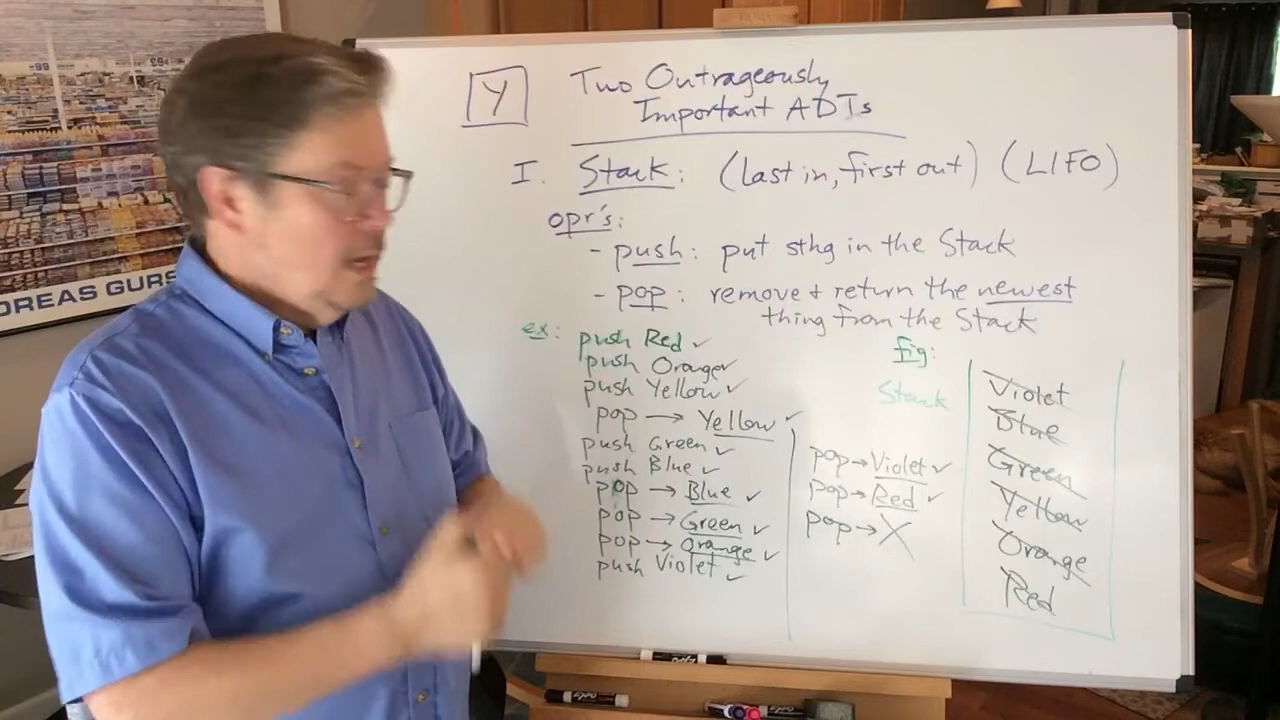 -99
OREAS GURS
Y
Two Outrageously
Important ADTs
I. Stack: (last in, first out) (LIFO)
opr's:
- push: put sthg in the Stack
- pop: remove + return the newest
thing from the Stack
ex: push Red ✓
push Orange ✓
push Yellow ✓
pop → Yellow ✓
push Green ✓
push Blue ✓
pop → Blue ✓
pop → Green ✓
pop → Orange ✓
push Violet ✓
pop → Violet ✓
pop → Red ✓
pop → X
fig:
Stack
Violet
Blue
Green
Yellow
Orange
Red